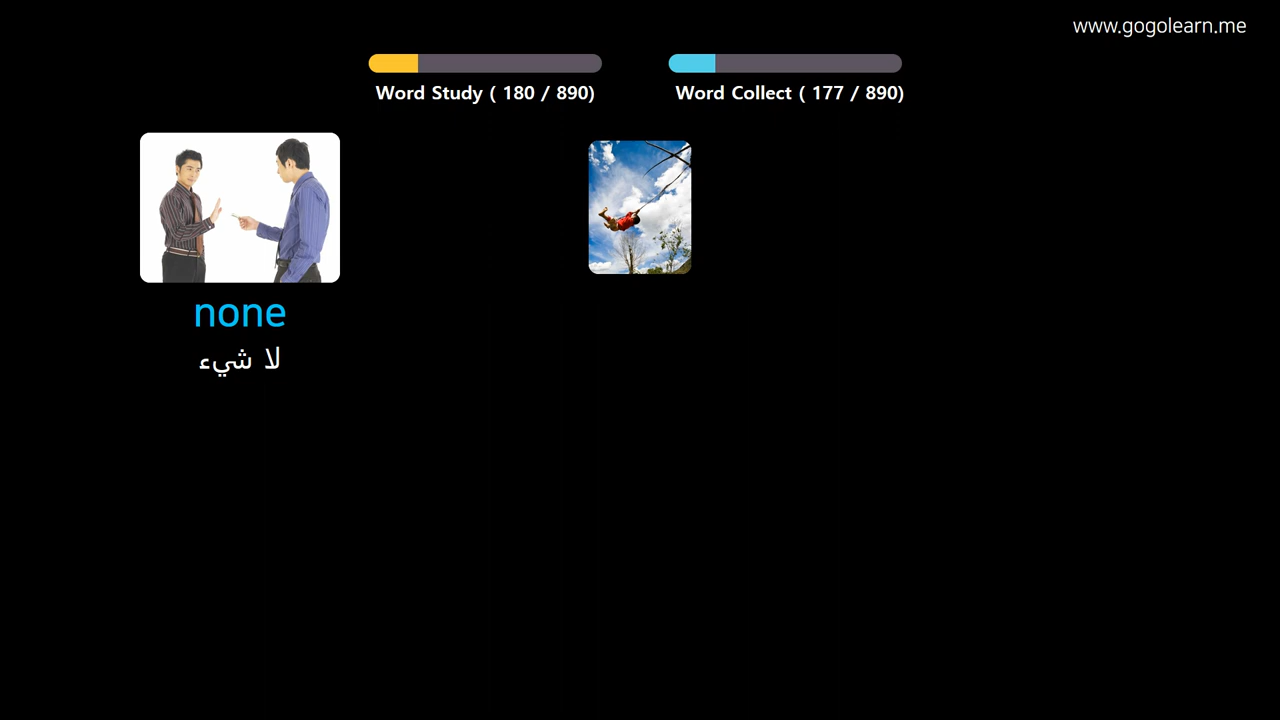 www.gogolearn.me
Word Study ( 180 / 890)
Word Collect ( 177 / 890)
none
لا شيء